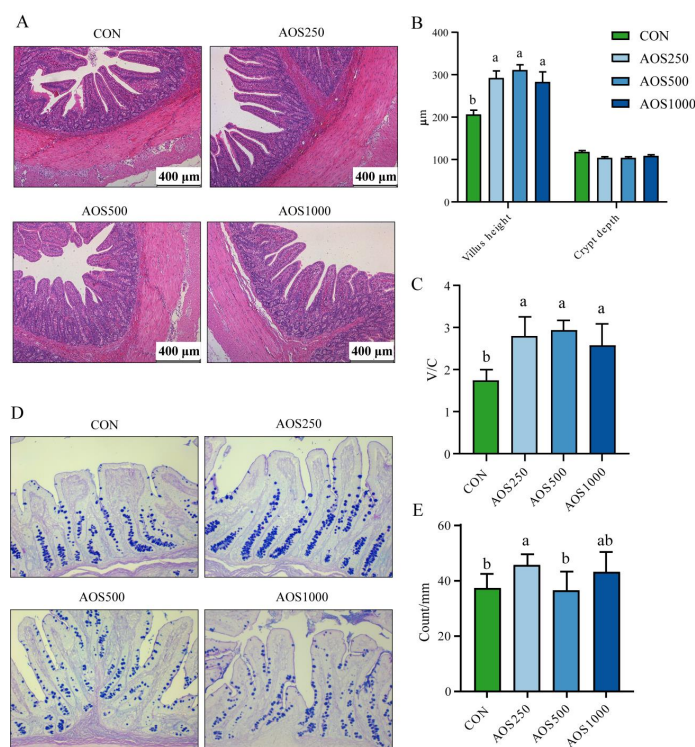 A
CON
AOS250
400 μm
400 μm
AOS500
AOS1000
400 μm
400 μm
B
CON
AOS250
AOS500
AOS1000
μm
400
300
200
100
0
b
a
a
a
Villus height
Crypt depth
C
V/C
4
3
2
1
0
b
a
a
a
CON
AOS250
AOS500
AOS1000
D
CON
AOS250
AOS500
AOS1000
E
Count/mm
60
40
20
0
b
a
b
ab
CON
AOS250
AOS500
AOS1000